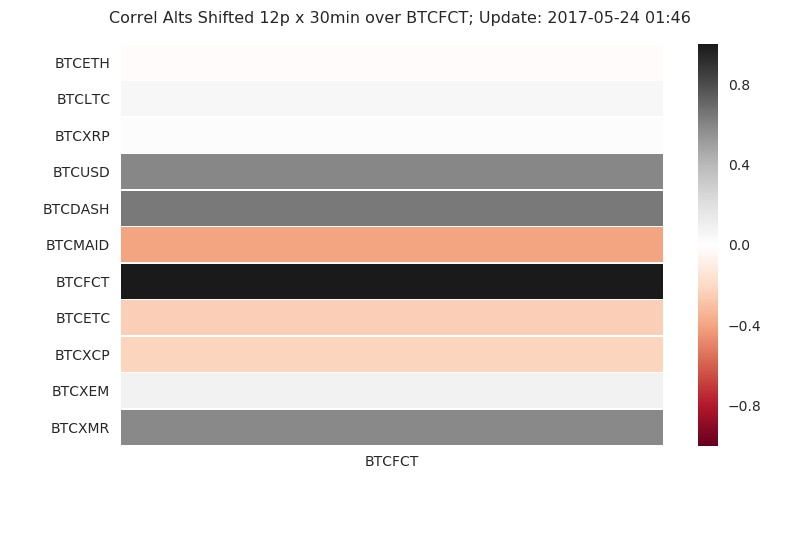 Correl Alts Shifted 12p x 30min over BTCFCT; Update: 2017-05-24 01:46
BTCETH
BTCLTC
BTCXRP
BTCUSD
BTCDASH
BTCMAID
BTCFCT
BTCETC
BTCXCP
BTCXEM
BTCXMR
BTCFCT
0.8
0.4
0.0
−0.4
−0.8